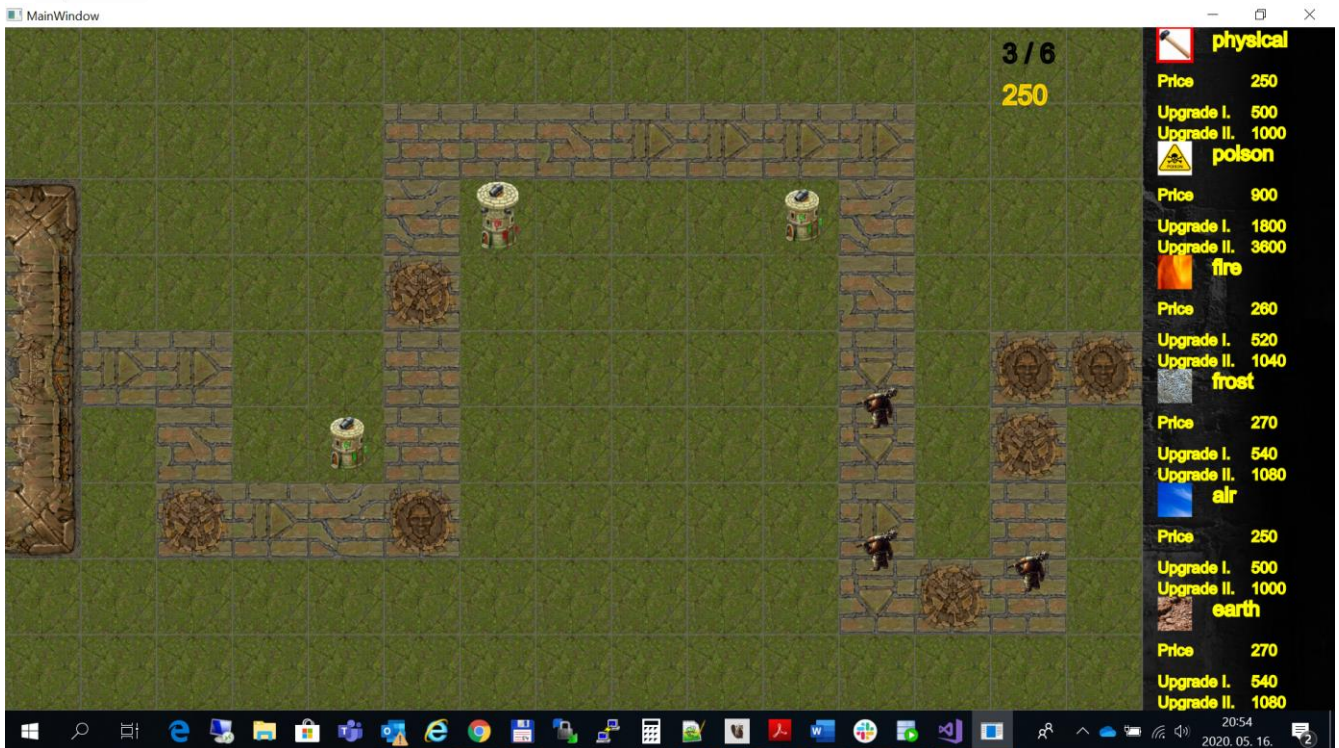 MainWindow
3 / 6
250
physical
Price 250
Upgrade I. 500
Upgrade II. 1000
poison
Price 900
Upgrade I. 1800
Upgrade II. 3600
fire
Price 260
Upgrade I. 520
Upgrade II. 1040
frost
Price 270
Upgrade I. 540
Upgrade II. 1080
air
Price 250
Upgrade I. 500
Upgrade II. 1000
earth
Price 270
Upgrade I. 540
Upgrade II. 1080
20:54
2020. 05. 16.
2